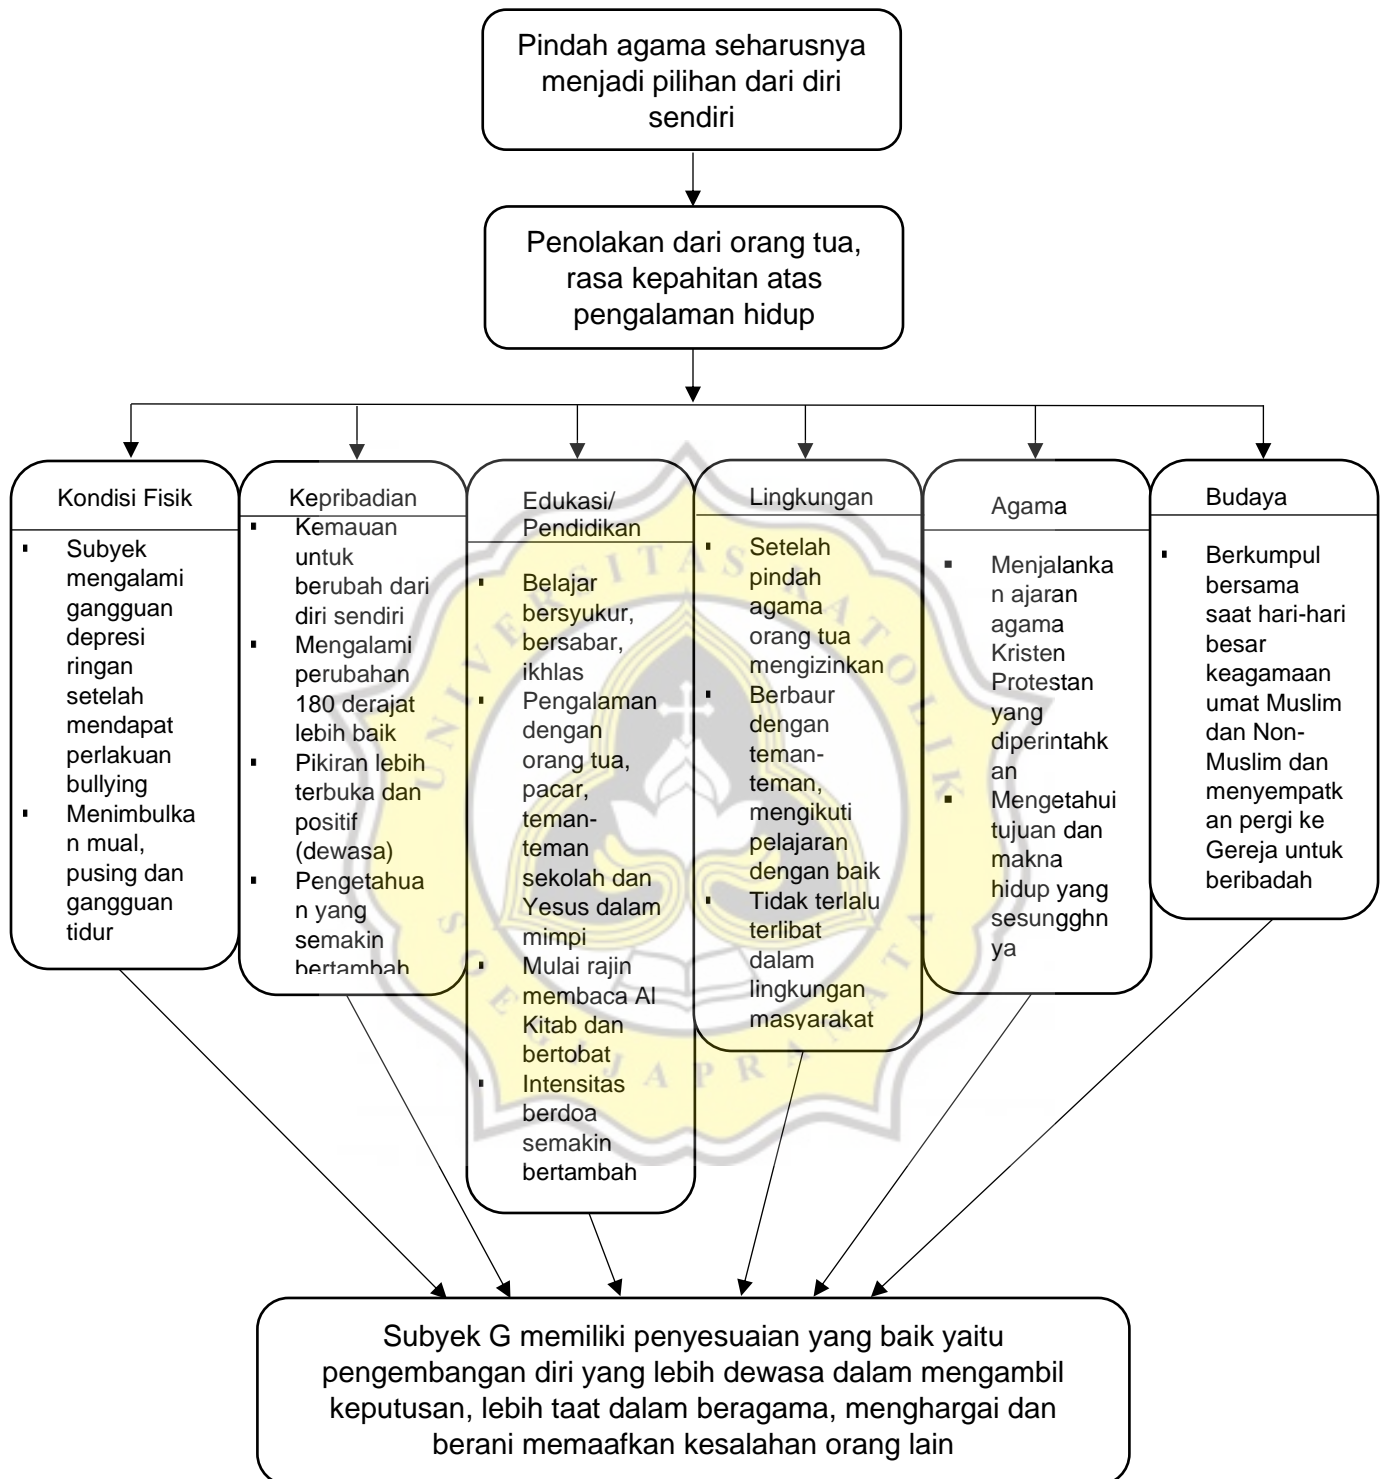 Pindah agama seharusnya
menjadi pilihan dari diri
sendiri
Penolakan dari orang tua,
rasa kepahitan atas
pengalaman hidup
Kondisi Fisik
▪ Subyek
mengalami
gangguan
depresi
ringan
setelah
mendapat
perlakuan
bullying
▪ Menimbulka
n mual,
pusing dan
gangguan
tidur
Kepribadian
▪ Kemauan
untuk
berubah dari
diri sendiri
▪ Mengalami
perubahan
180 derajat
lebih baik
▪ Pikiran lebih
terbuka dan
positif
(dewasa)
▪ Pengetahua
n yang
semakin
bertambah
Edukasi/
Pendidikan
▪ Belajar
bersyukur,
bersabar,
ikhlas
▪ Pengalaman
dengan
orang tua,
pacar,
teman-
teman
sekolah dan
Yesus dalam
mimpi
▪ Mulai rajin
membaca Al
Kitab dan
bertobat
▪ Intensitas
berdoa
semakin
bertambah
Lingkungan
▪ Setelah
pindah
agama
orang tua
mengizinkan
▪ Berbaur
dengan
teman-
teman,
mengikuti
pelajaran
dengan baik
▪ Tidak terlalu
terlibat
dalam
lingkungan
masyarakat
Agama
▪ Menjalanka
n ajaran
agama
Kristen
Protestan
yang
diperintahk
an
▪ Mengetahui
tujuan dan
makna
hidup yang
sesungghn
ya
Budaya
▪ Berkumpul
bersama
saat hari-hari
besar
keagamaan
umat Muslim
dan Non-
Muslim dan
menyempatk
an pergi ke
Gereja untuk
beribadah
UNIVERSITAS KATOLIK
SOEGIJAPRANATA
Subyek G memiliki penyesuaian yang baik yaitu
pengembangan diri yang lebih dewasa dalam mengambil
keputusan, lebih taat dalam beragama, menghargai dan
berani memaafkan kesalahan orang lain